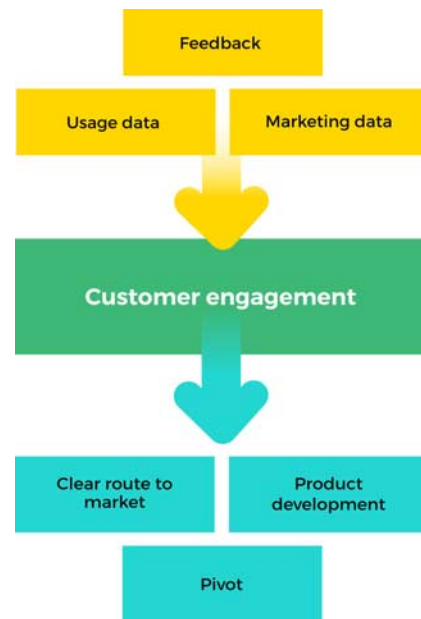 Feedback
Usage data
Marketing data
Customer engagement
Clear route to
market
Product
development
Pivot